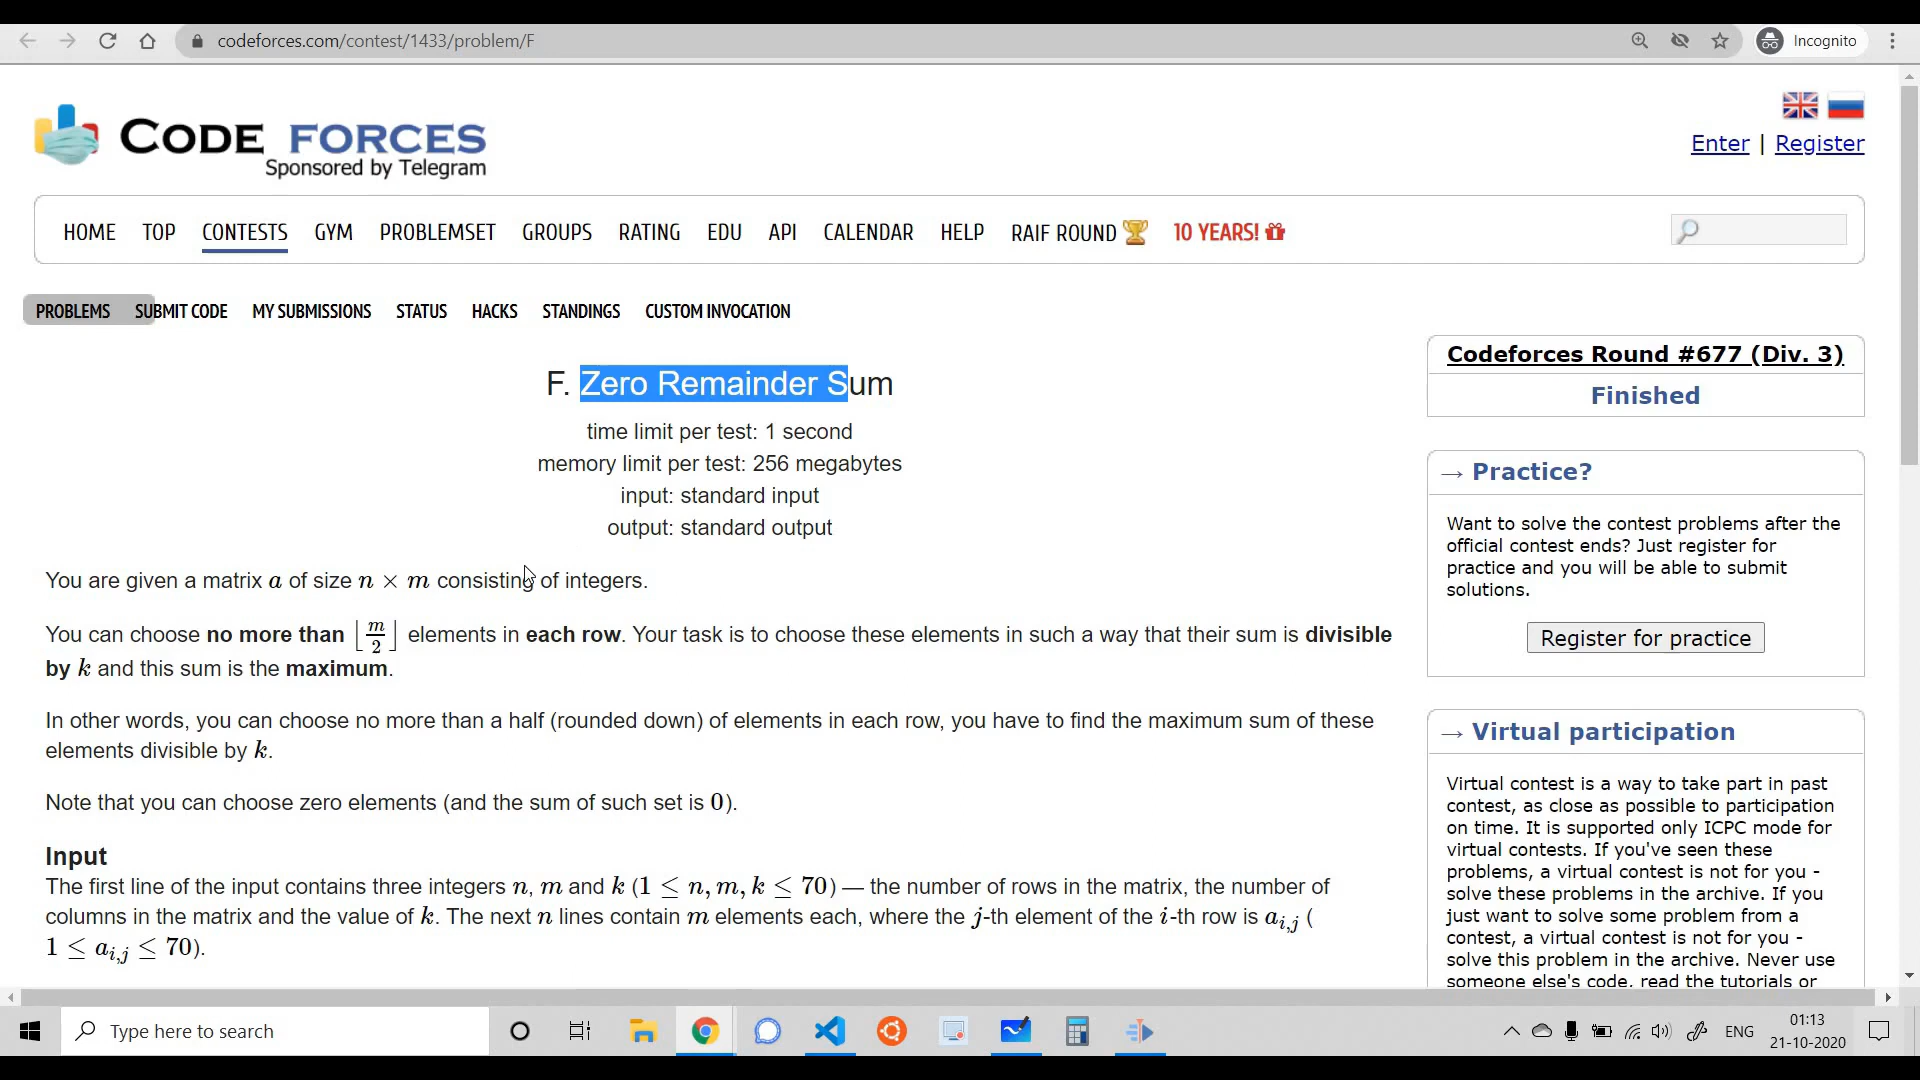 codeforces.com/contest/1433/problem/F
Incognito
CODE FORCES
Sponsored by Telegram
Enter | Register
HOME TOP CONTESTS GYM PROBLEMSET GROUPS RATING EDU API CALENDAR HELP RAIF ROUND 10 YEARS!
PROBLEMS SUBMIT CODE MY SUBMISSIONS STATUS HACKS STANDINGS CUSTOM INVOCATION
F. Zero Remainder Sum
time limit per test: 1 second
memory limit per test: 256 megabytes
input: standard input
output: standard output
You are given a matrix a of size n × m consisting of integers.
You can choose no more than ⌊m/2⌋ elements in each row. Your task is to choose these elements in such a way that their sum is divisible
by k and this sum is the maximum.
In other words, you can choose no more than a half (rounded down) of elements in each row, you have to find the maximum sum of these
elements divisible by k.
Note that you can choose zero elements (and the sum of such set is 0).
Input
The first line of the input contains three integers n, m and k (1 ≤ n, m, k ≤ 70) — the number of rows in the matrix, the number of
columns in the matrix and the value of k. The next n lines contain m elements each, where the j-th element of the i-th row is a_{i,j} (
1 ≤ a_{i,j} ≤ 70).
Codeforces Round #677 (Div. 3)
Finished
→ Practice?
Want to solve the contest problems after the
official contest ends? Just register for
practice and you will be able to submit
solutions.
Register for practice
→ Virtual participation
Virtual contest is a way to take part in past
contest, as close as possible to participation
on time. It is supported only ICPC mode for
virtual contests. If you've seen these
problems, a virtual contest is not for you -
solve these problems in the archive. If you
just want to solve some problem from a
contest, a virtual contest is not for you -
solve this problem in the archive. Never use
someone else's code, read the tutorials or
Type here to search
ENG
01:13
21-10-2020